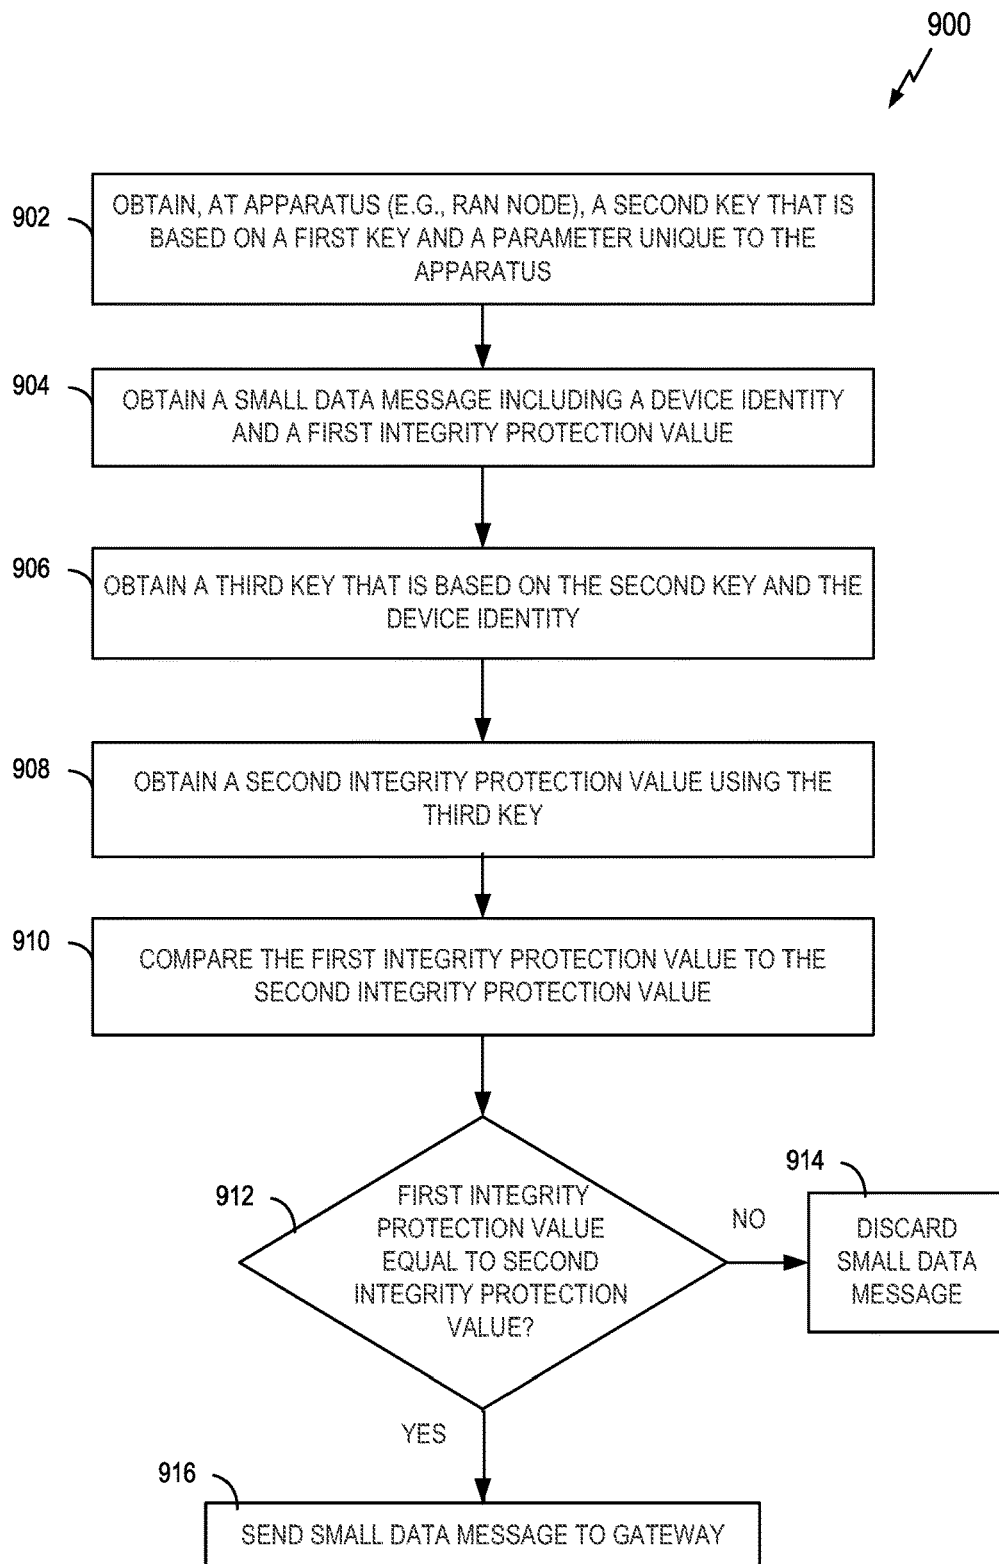 900
902
OBTAIN, AT APPARATUS (E.G., RAN NODE), A SECOND KEY THAT IS
BASED ON A FIRST KEY AND A PARAMETER UNIQUE TO THE
APPARATUS
904
OBTAIN A SMALL DATA MESSAGE INCLUDING A DEVICE IDENTITY
AND A FIRST INTEGRITY PROTECTION VALUE
906
OBTAIN A THIRD KEY THAT IS BASED ON THE SECOND KEY AND THE
DEVICE IDENTITY
908
OBTAIN A SECOND INTEGRITY PROTECTION VALUE USING THE
THIRD KEY
910
COMPARE THE FIRST INTEGRITY PROTECTION VALUE TO THE
SECOND INTEGRITY PROTECTION VALUE
912
FIRST INTEGRITY
PROTECTION VALUE
EQUAL TO SECOND
INTEGRITY PROTECTION
VALUE?
NO
914
DISCARD
SMALL DATA
MESSAGE
YES
916
SEND SMALL DATA MESSAGE TO GATEWAY